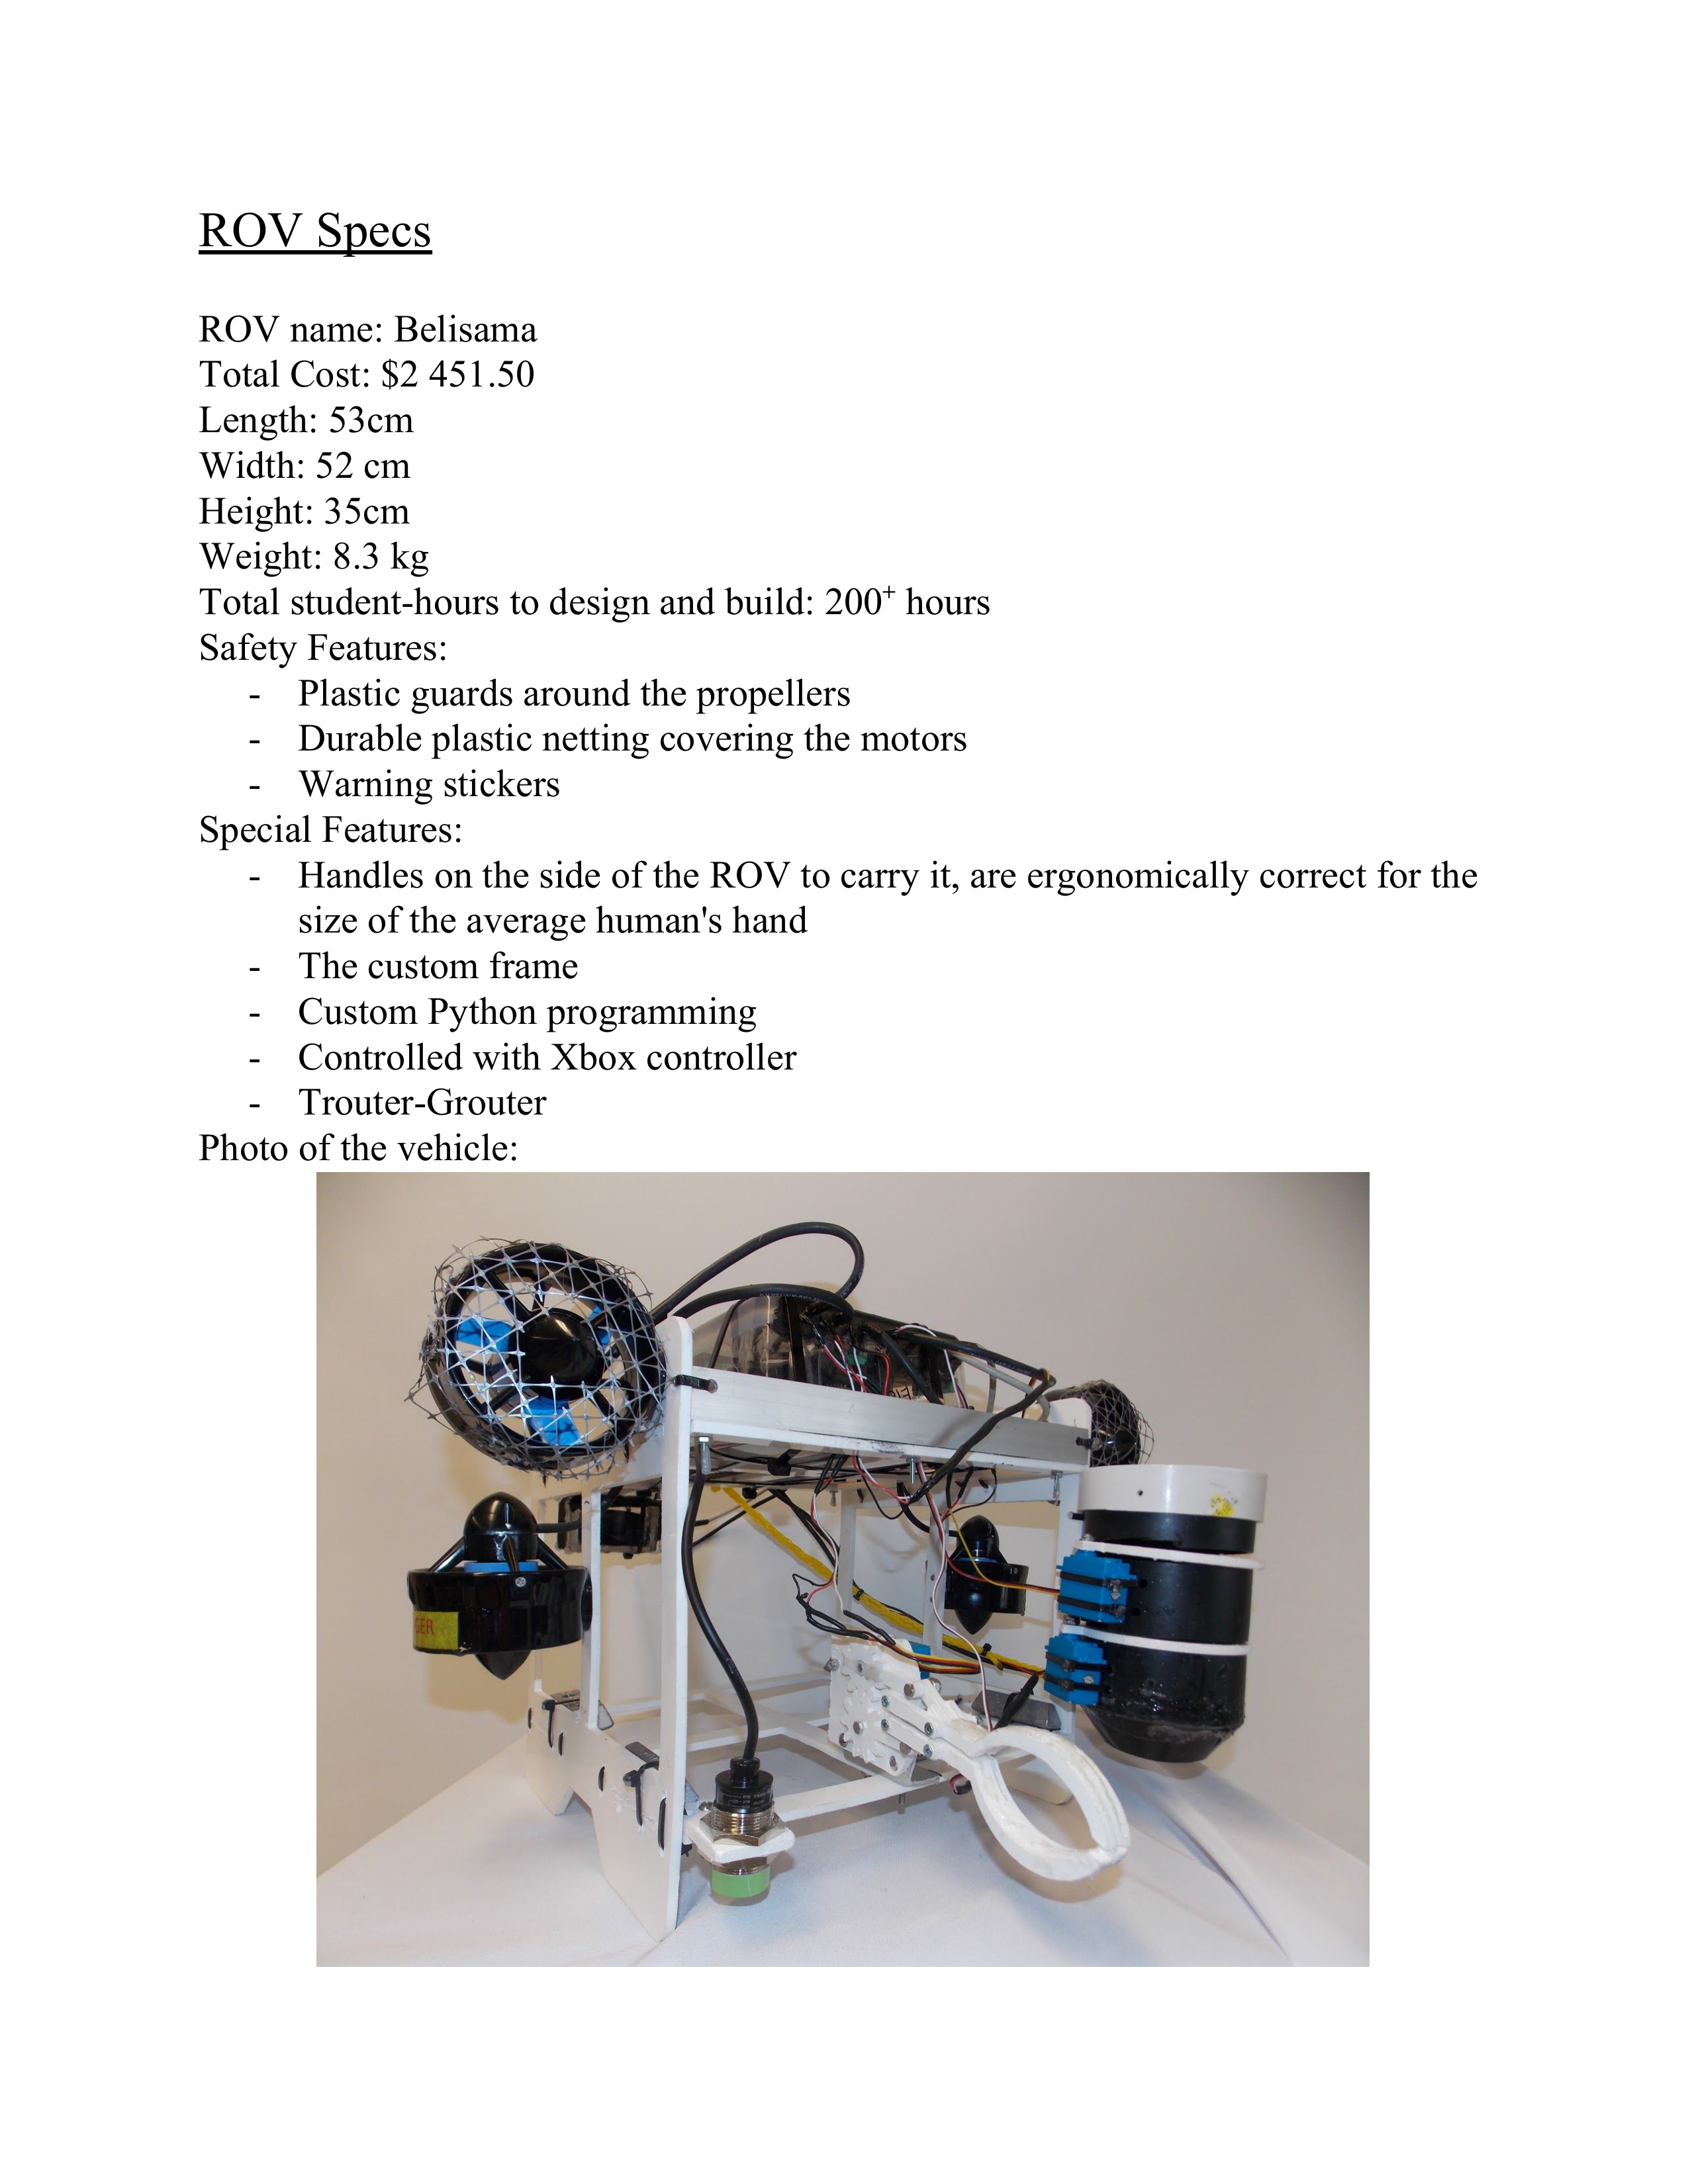 ROV Specs
ROV name: Belisama
Total Cost: $2 451.50
Length: 53cm
Width: 52 cm
Height: 35cm
Weight: 8.3 kg
Total student-hours to design and build: 200+ hours
Safety Features:
- Plastic guards around the propellers
- Durable plastic netting covering the motors
- Warning stickers
Special Features:
- Handles on the side of the ROV to carry it, are ergonomically correct for the
size of the average human's hand
- The custom frame
- Custom Python programming
- Controlled with Xbox controller
- Trouter-Grouter
Photo of the vehicle:
GER